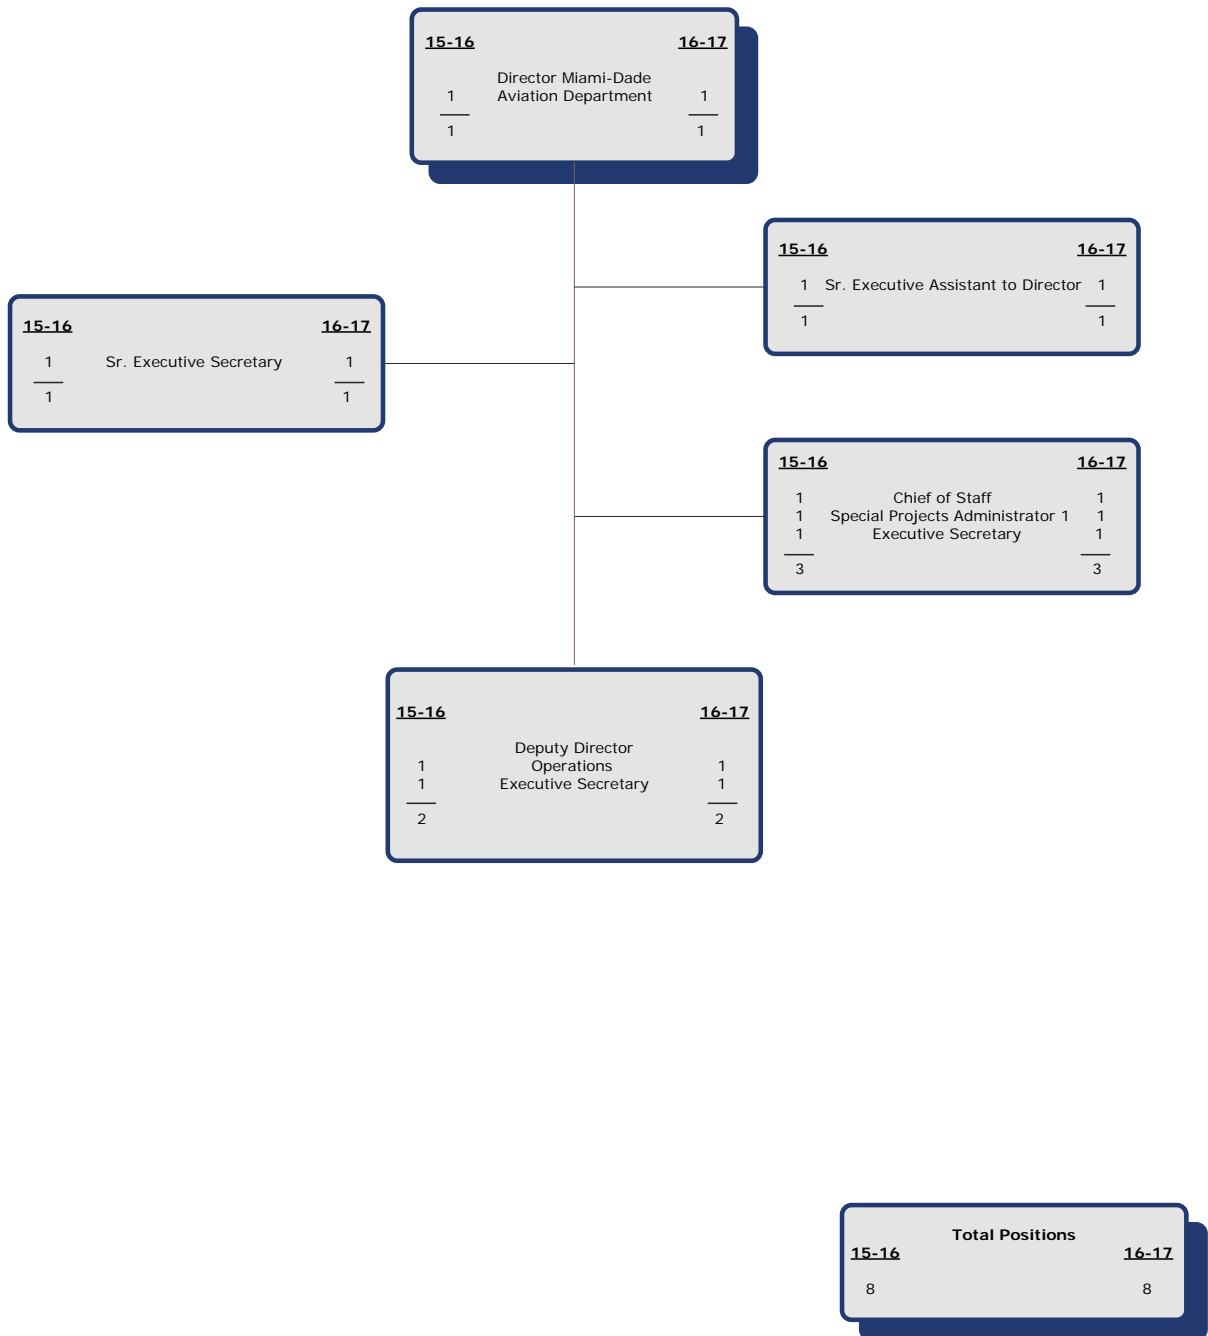 15-16 16-17
Director Miami-Dade
1 Aviation Department 1
1 1
15-16 16-17
1 Sr. Executive Assistant to Director 1
1 1
15-16 16-17
1 Sr. Executive Secretary 1
1 1
15-16 16-17
1 Chief of Staff 1
1 Special Projects Administrator 1 1
1 Executive Secretary 1
3 3
15-16 16-17
Deputy Director
1 Operations 1
1 Executive Secretary 1
2 2
Total Positions
15-16 16-17
8 8